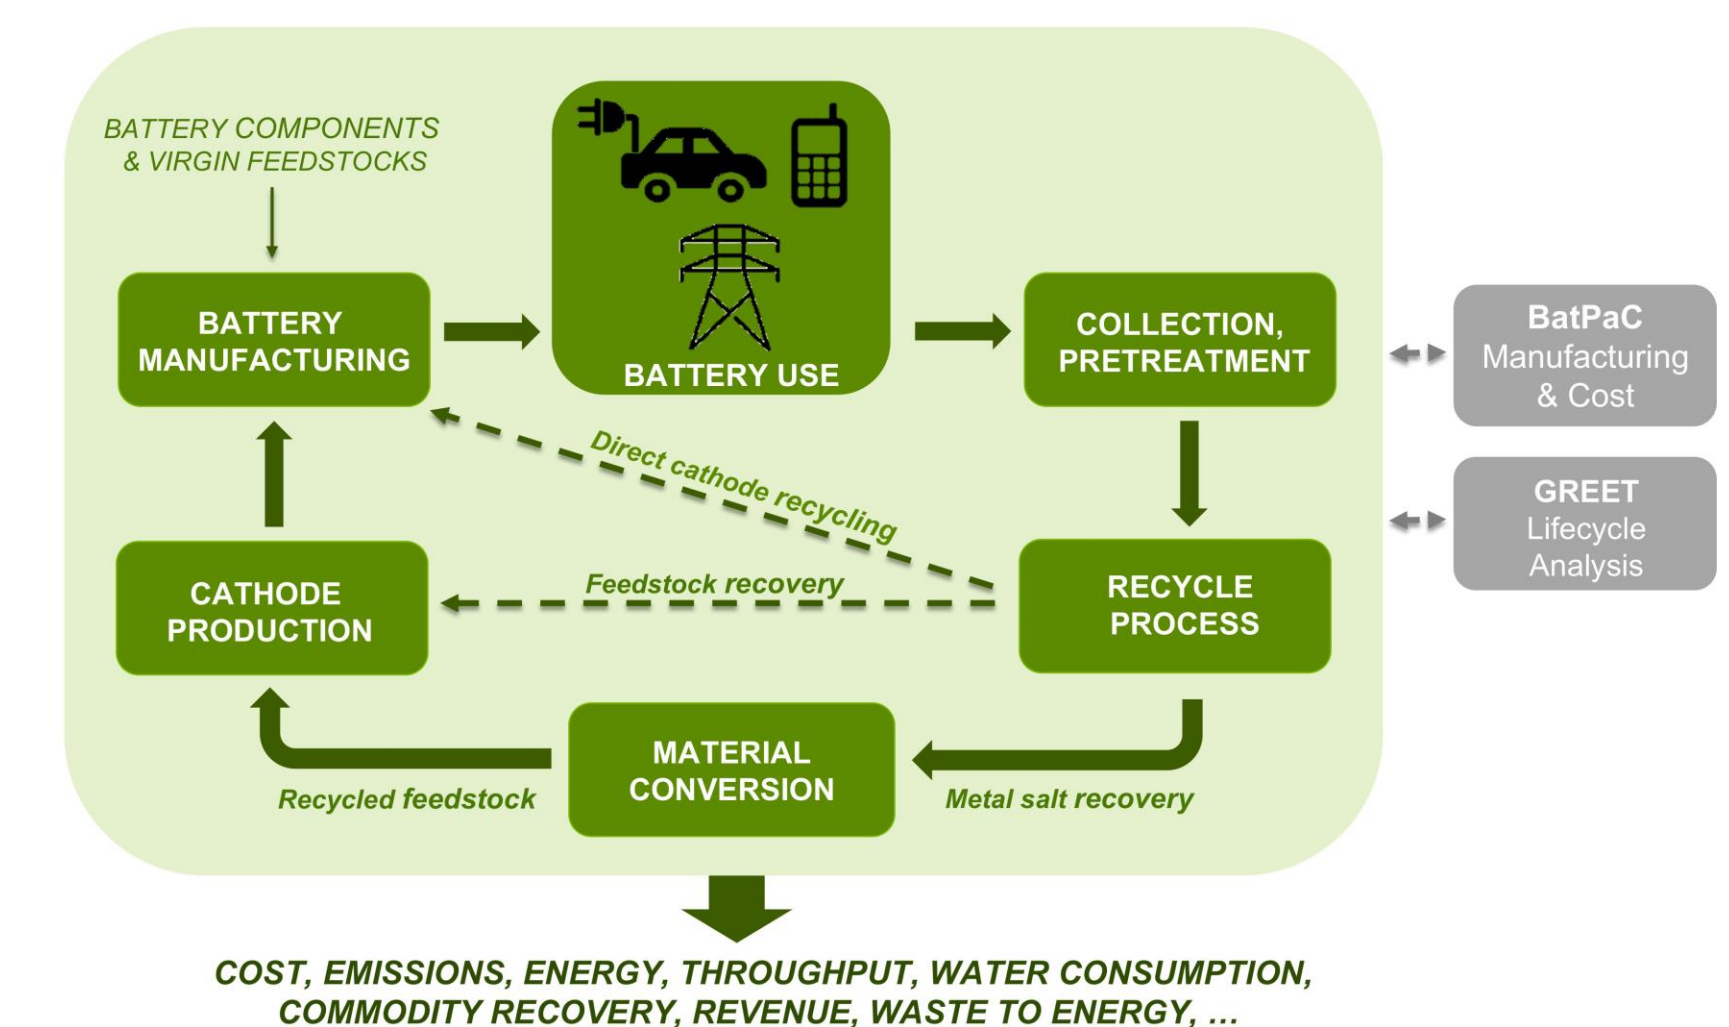 BATTERY COMPONENTS
& VIRGIN FEEDSTOCKS
BATTERY
MANUFACTURING
BATTERY USE
COLLECTION,
PRETREATMENT
BatPaC
Manufacturing
& Cost
Direct cathode recycling
GREET
Lifecycle
Analysis
CATHODE
PRODUCTION
Feedstock recovery
RECYCLE
PROCESS
MATERIAL
CONVERSION
Recycled feedstock
Metal salt recovery
COST, EMISSIONS, ENERGY, THROUGHPUT, WATER CONSUMPTION,
COMMODITY RECOVERY, REVENUE, WASTE TO ENERGY, …